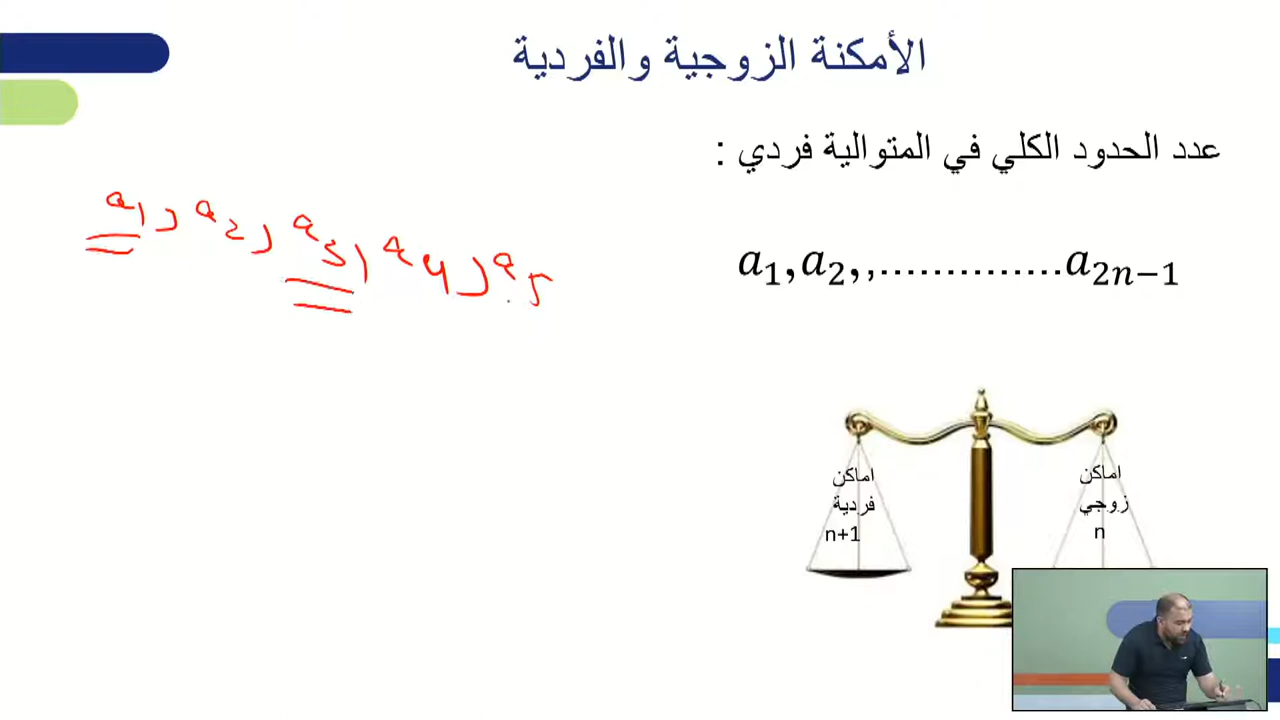 الأمكنة الزوجية والفردية
عدد الحدود الكلي في المتوالية فردي :
a₁, a₂, a₃, a₄, a₅
a₁,a₂,,..............a₂ₙ₋₁
اماكن
زوجي
n
اماكن
فردية
n+1